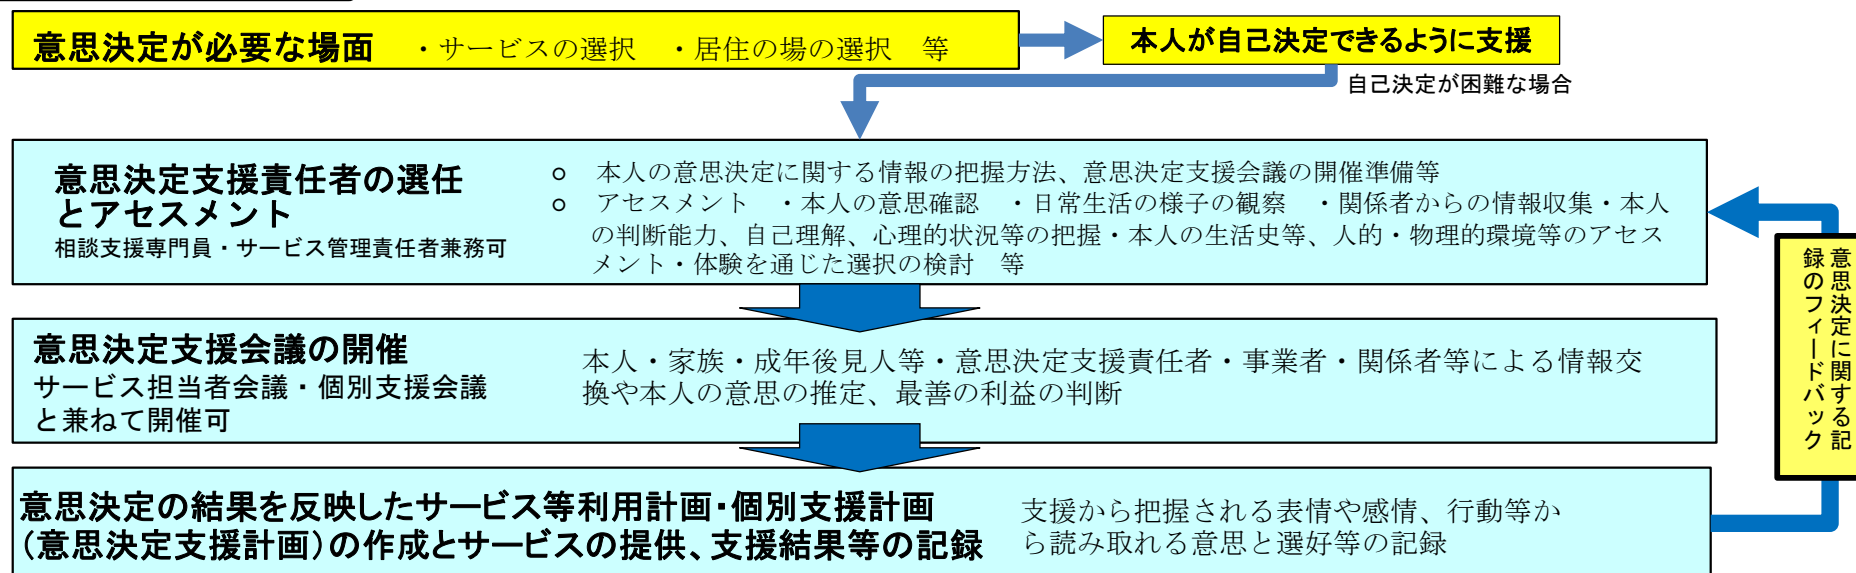 意思決定が必要な場面　・サービスの選択　・居住の場の選択　等
本人が自己決定できるように支援
自己決定が困難な場合
意思決定支援責任者の選任
とアセスメント
相談支援専門員・サービス管理責任者兼務可
○　本人の意思決定に関する情報の把握方法、意思決定支援会議の開催準備等
○　アセスメント　・本人の意思確認　・日常生活の様子の観察　・関係者からの情報収集・本人
の判断能力、自己理解、心理的状況等の把握・本人の生活史等、人的・物理的環境等のアセス
メント・体験を通じた選択の検討　等
意思決定支援会議の開催
サービス担当者会議・個別支援会議
と兼ねて開催可
本人・家族・成年後見人等・意思決定支援責任者・事業者・関係者等による情報交
換や本人の意思の推定、最善の利益の判断
意思決定の結果を反映したサービス等利用計画・個別支援計画
（意思決定支援計画）の作成とサービスの提供、支援結果等の記録
支援から把握される表情や感情、行動等か
ら読み取れる意思と選好等の記録
意思決定に関する記
録のフィードバック